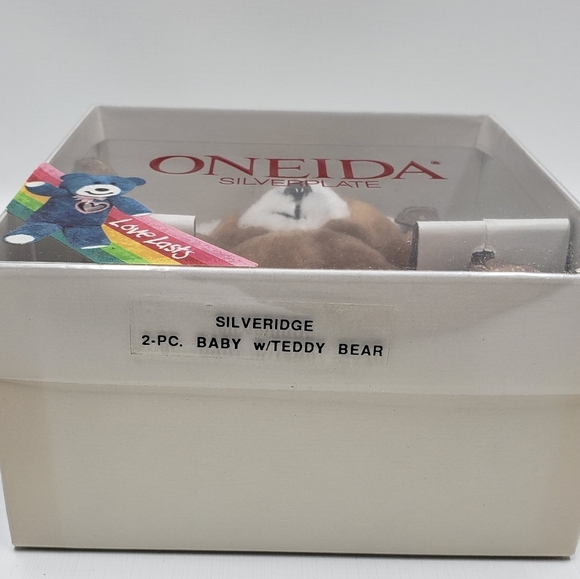 ONEIDA®
SILVERPLATE
Love Lasts
SILVERIDGE
2-PC. BABY w/TEDDY BEAR